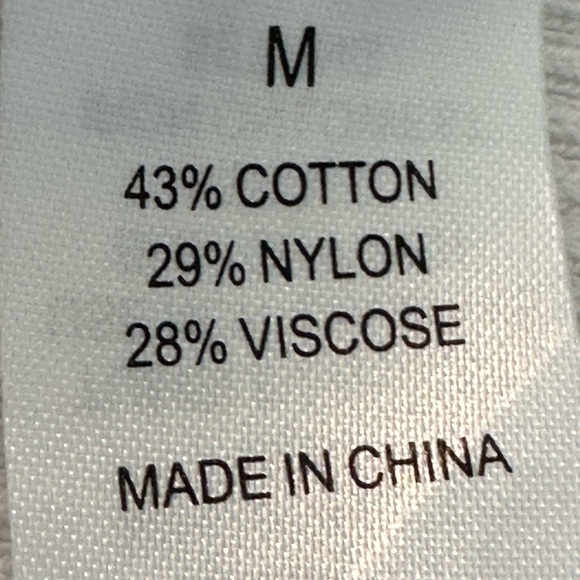 M
43% COTTON
29% NYLON
28% VISCOSE
MADE IN CHINA